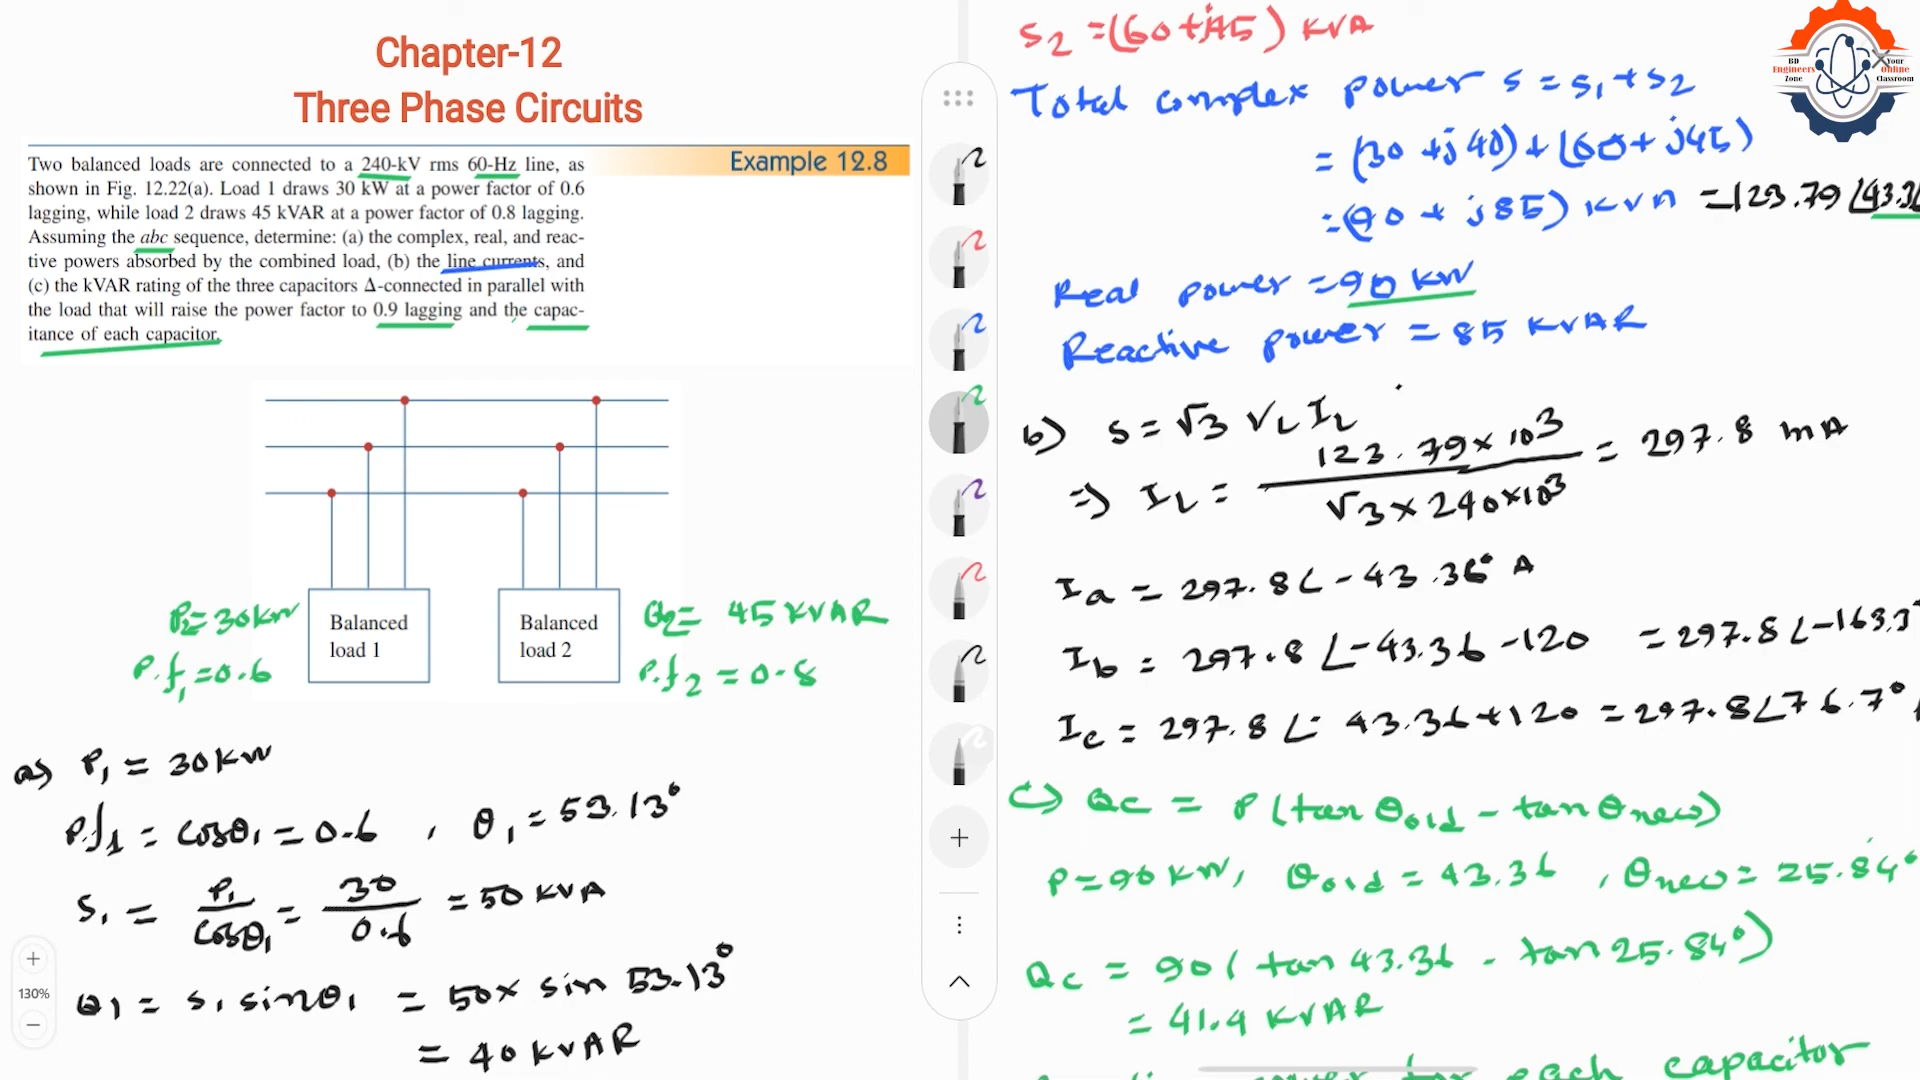 Chapter-12
Three Phase Circuits
Example 12.8
Two balanced loads are connected to a 240-kV rms 60-Hz line, as
shown in Fig. 12.22(a). Load 1 draws 30 kW at a power factor of 0.6
lagging, while load 2 draws 45 kVAR at a power factor of 0.8 lagging.
Assuming the abc sequence, determine: (a) the complex, real, and reac-
tive powers absorbed by the combined load, (b) the line currents, and
(c) the kVAR rating of the three capacitors Δ-connected in parallel with
the load that will raise the power factor to 0.9 lagging and the capac-
itance of each capacitor.
P2=30kW
P.f1=0.6
Balanced
load 1
Balanced
load 2
Q2= 45 KVAR
P.f2 = 0.8
a) P1 = 30KW
P.f1 = cosθ1 = 0.6 , θ1 = 53.13°
S1 = P1/cosθ1 = 30/0.6 = 50 KVA
Q1 = S1 sinθ1 = 50x sin 53.13°
= 40 KVAR
130%
S2 =(60+j45) KVA
Total complex power S = S1+S2
= (30+j40)+(60+j45)
=(90+j85) KVA =123.79∠43.36
Real power =90 KW
Reactive power = 85 KVAR
b) S=√3 VL IL
=> IL = 123.79×10³/√3×240×10³ = 297.8 mA
Ia = 297.8∠-43.36° A
Ib = 297.8∠-43.36-120 = 297.8∠-163.3
Ic = 297.8∠-43.36+120 = 297.8∠76.7°
c) Qc = P(tanθold - tanθnew)
P=90 KW, θold = 43.36 , θnew = 25.84°
Qc = 90(tan 43.36 - tan 25.84°)
= 41.4 KVAR
each capacitor
BD
Engineers
Zone
Your
Online
Classroom